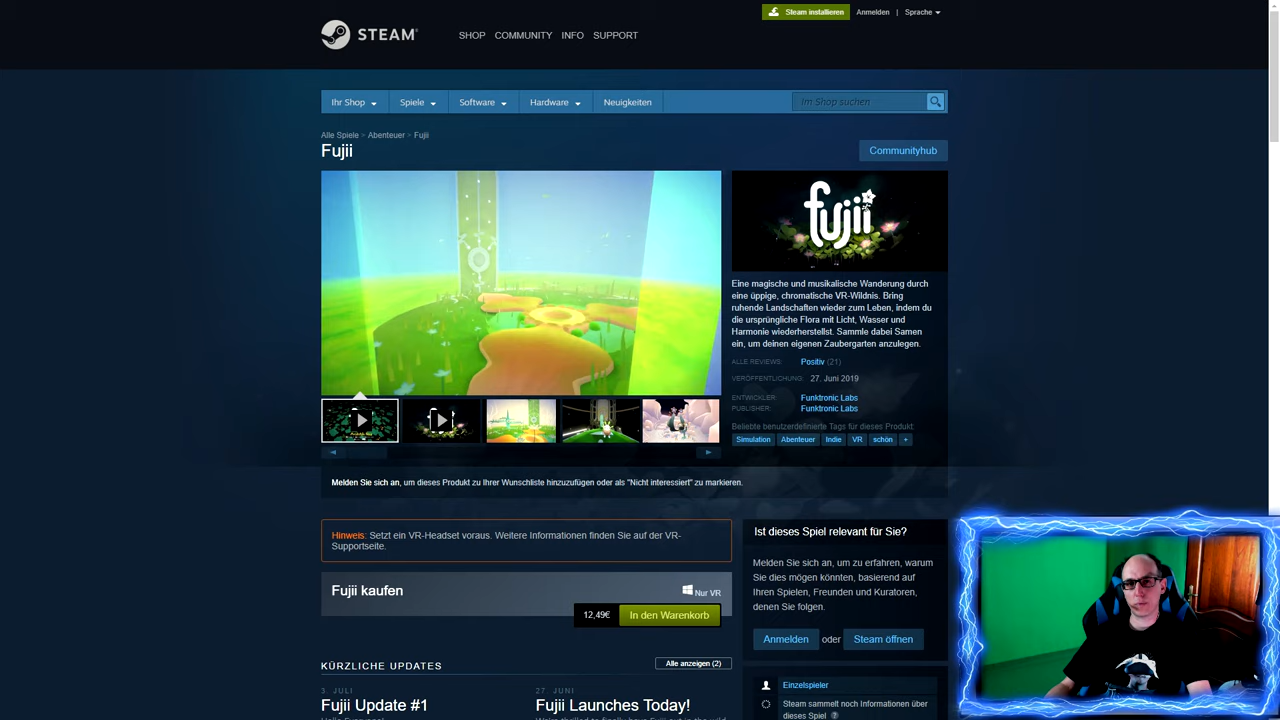 Steam installieren
Anmelden | Sprache
STEAM®
SHOP COMMUNITY INFO SUPPORT
Ihr Shop Spiele Software Hardware Neuigkeiten Im Shop suchen
Alle Spiele > Abenteuer > Fujii
Fujii
Communityhub
fujii
Eine magische und musikalische Wanderung durch
eine üppige, chromatische VR-Wildnis. Bring
ruhende Landschaften wieder zum Leben, indem du
die ursprüngliche Flora mit Licht, Wasser und
Harmonie wiederherstellst. Sammle dabei Samen
ein, um deinen eigenen Zaubergarten anzulegen.
ALLE REVIEWS: Positiv (21)
VERÖFFENTLICHUNG: 27. Juni 2019
ENTWICKLER: Funktronic Labs
PUBLISHER: Funktronic Labs
Beliebte benutzerdefinierte Tags für dieses Produkt:
Simulation Abenteuer Indie VR schön +
Melden Sie sich an, um dieses Produkt zu Ihrer Wunschliste hinzuzufügen oder als "Nicht interessiert" zu markieren.
Hinweis: Setzt ein VR-Headset voraus. Weitere Informationen finden Sie auf der VR-
Supportseite.
Fujii kaufen
Nur VR
12,49€ In den Warenkorb
KÜRZLICHE UPDATES
Alle anzeigen (2)
3. JULI
Fujii Update #1
27. JUNI
Fujii Launches Today!
Ist dieses Spiel relevant für Sie?
Melden Sie sich an, um zu erfahren, warum
Sie dies mögen könnten, basierend auf
Ihren Spielen, Freunden und Kuratoren,
denen Sie folgen.
Anmelden oder Steam öffnen
Einzelspieler
Steam sammelt noch Informationen über
dieses Spiel ?